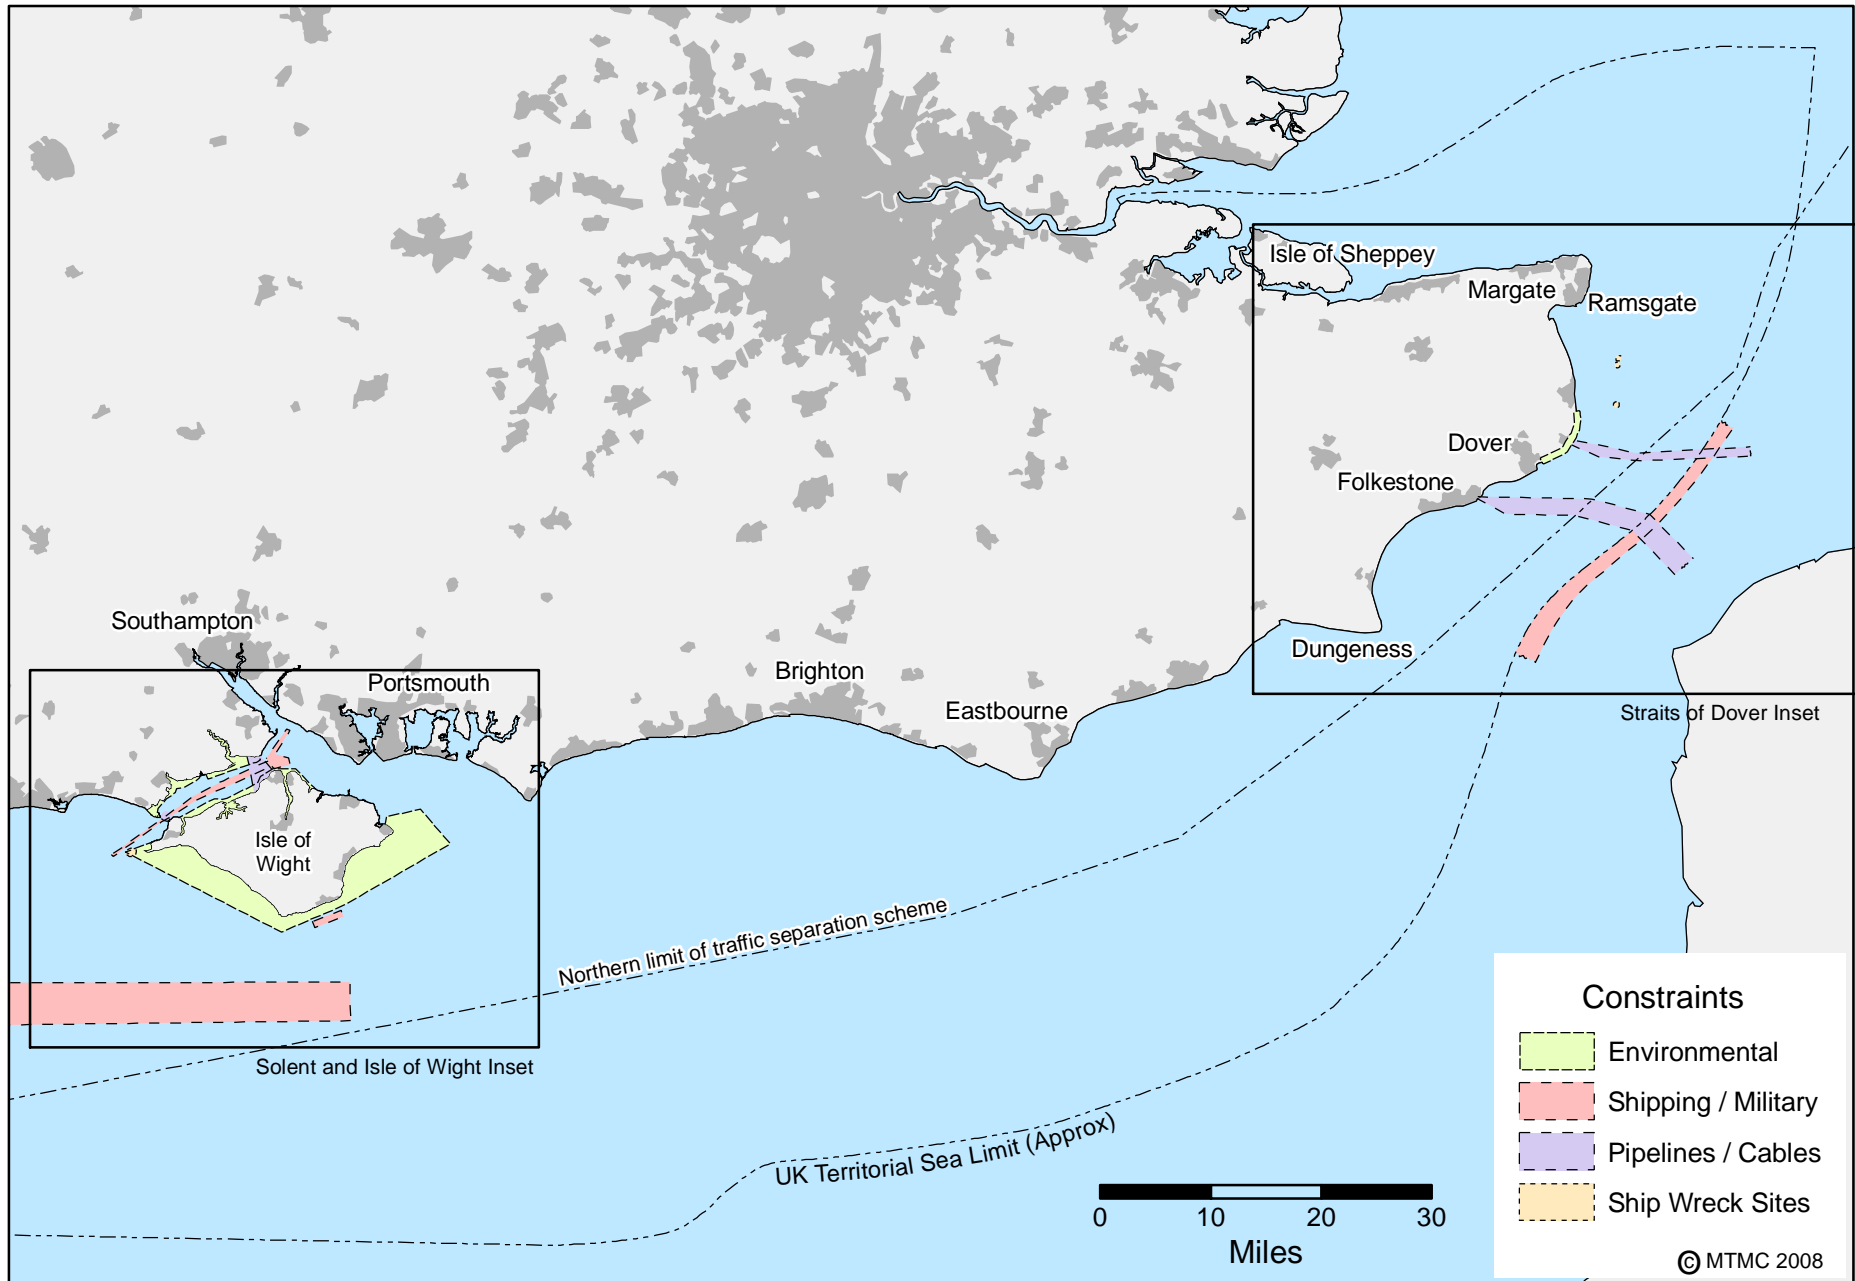 Isle of Sheppey
Margate
Ramsgate
Dover
Folkestone
Southampton
Dungeness
Brighton
Portsmouth
Eastbourne
Straits of Dover Inset
Isle of
Wight
Northern limit of traffic separation scheme
Solent and Isle of Wight Inset
UK Territorial Sea Limit (Approx)
0 10 20 30
Miles
Constraints
Environmental
Shipping / Military
Pipelines / Cables
Ship Wreck Sites
© MTMC 2008